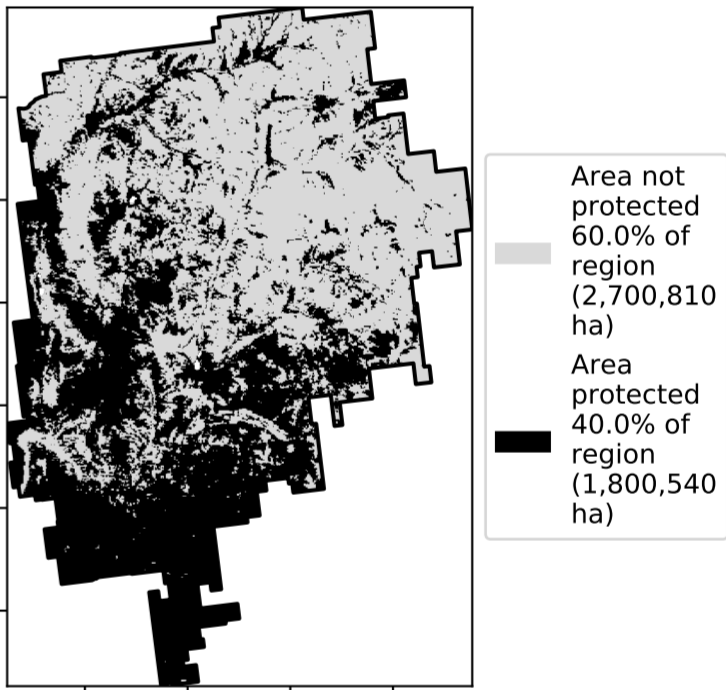 Area not
protected
60.0% of
region
(2,700,810
ha)
Area
protected
40.0% of
region
(1,800,540
ha)